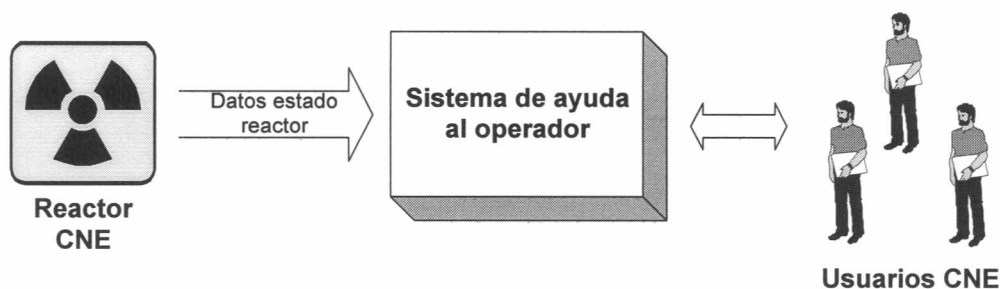 Datos estado
reactor
Sistema de ayuda
al operador
Reactor
CNE
Usuarios CNE